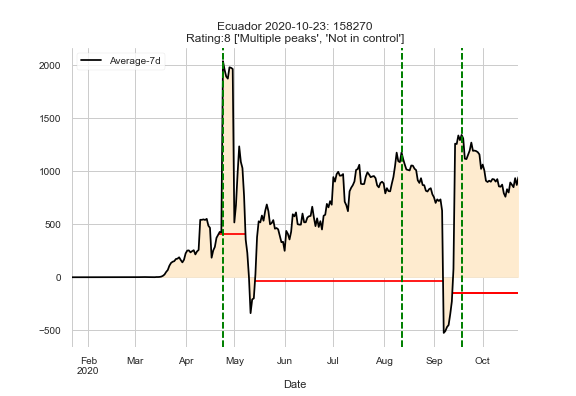 Ecuador 2020-10-23: 158270
Rating:8 ['Multiple peaks', 'Not in control']
Average-7d
2000
1500
1000
500
0
−500
Feb
2020
Mar
Apr
May
Jun
Jul
Aug
Sep
Oct
Date